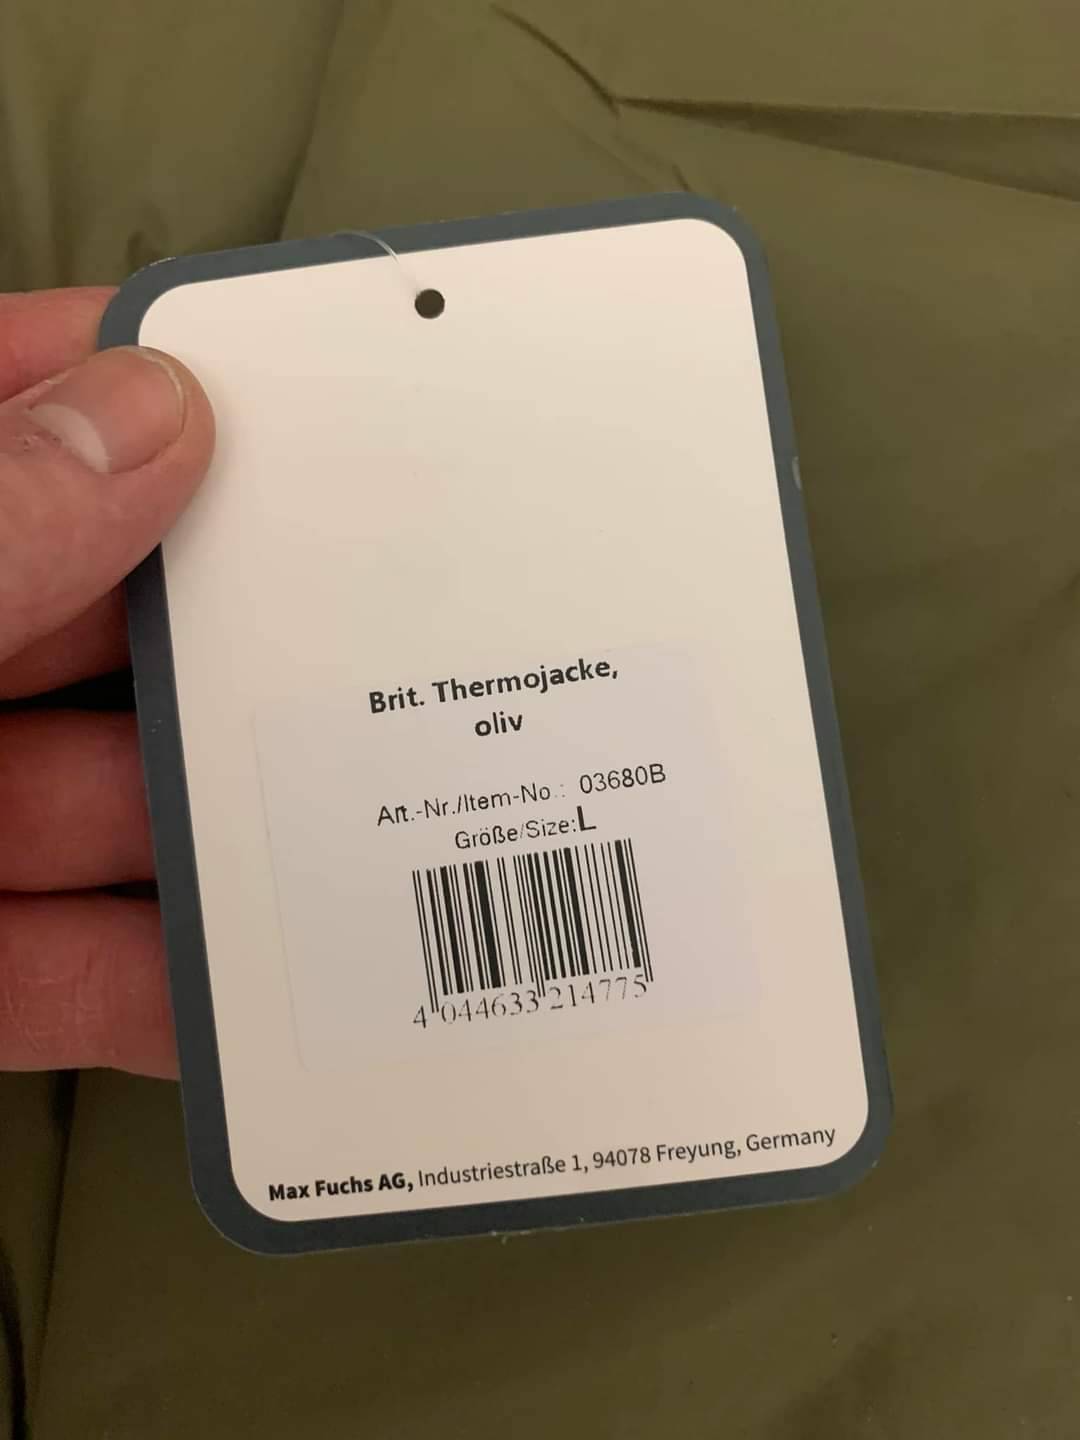 Brit. Thermojacke,
oliv
Art.-Nr./Item-No.: 03680B
Größe/Size:L
4 044633 214775
Max Fuchs AG, Industriestraße 1, 94078 Freyung, Germany